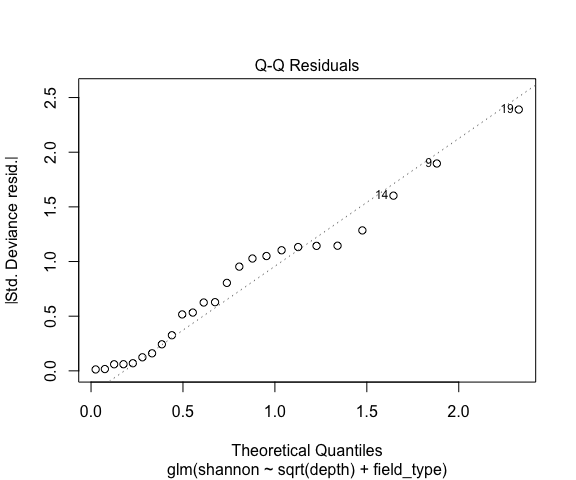 Q-Q Residuals
|Std. Deviance resid.|
2.5
2.0
1.5
1.0
0.5
0.0
19
9
14
0.0 0.5 1.0 1.5 2.0
Theoretical Quantiles
glm(shannon ~ sqrt(depth) + field_type)